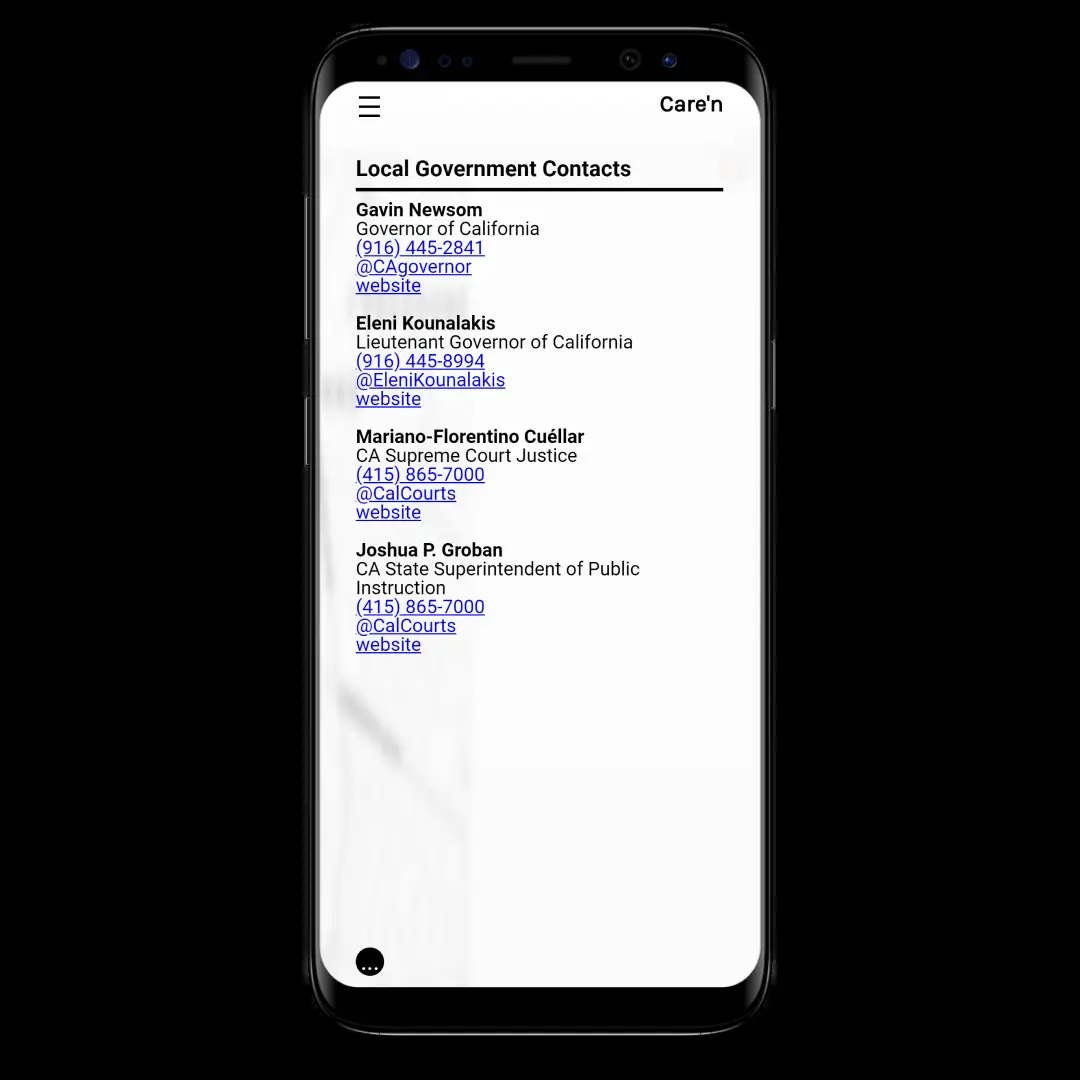 Care'n
Local Government Contacts
Gavin Newsom
Governor of California
(916) 445-2841
@CAgovernor
website
Eleni Kounalakis
Lieutenant Governor of California
(916) 445-8994
@EleniKounalakis
website
Mariano-Florentino Cuéllar
CA Supreme Court Justice
(415) 865-7000
@CalCourts
website
Joshua P. Groban
CA State Superintendent of Public
Instruction
(415) 865-7000
@CalCourts
website